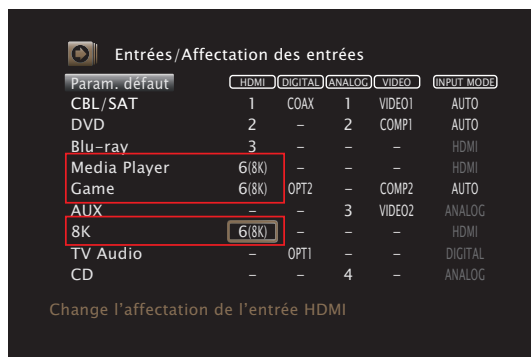 Entrées/Affectation des entrées
Param. défaut HDMI DIGITAL ANALOG VIDEO INPUT MODE
CBL/SAT 1 COAX 1 VIDEO1 AUTO
DVD 2 – 2 COMP1 AUTO
Blu-ray 3 – – – HDMI
Media Player 6(8K) – – – HDMI
Game 6(8K) OPT2 – COMP2 AUTO
AUX – – 3 VIDEO2 ANALOG
8K 6(8K) – – – HDMI
TV Audio – OPT1 – – DIGITAL
CD – – 4 – ANALOG
Change l'affectation de l'entrée HDMI